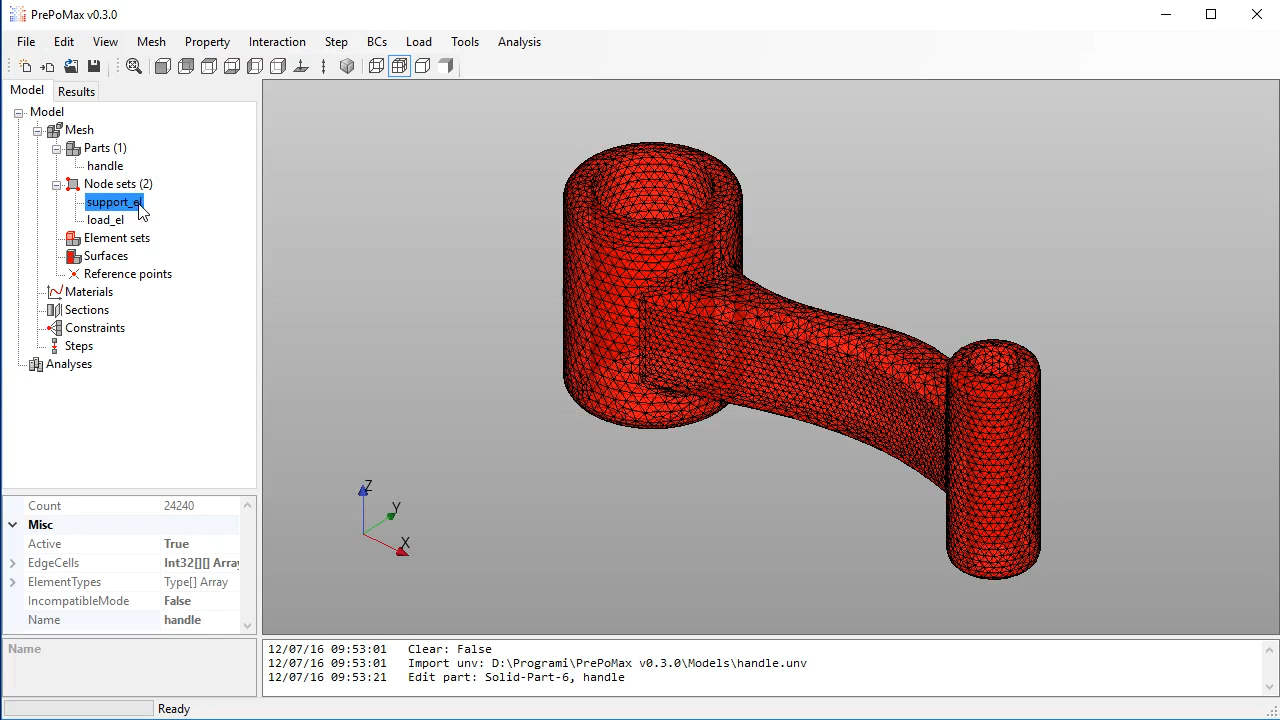 PrePoMax v0.3.0
File Edit View Mesh Property Interaction Step BCs Load Tools Analysis
Model Results
Model
Mesh
Parts (1)
handle
Node sets (2)
support_el
load_el
Element sets
Surfaces
Reference points
Materials
Sections
Constraints
Steps
Analyses
Count 24240
Misc
Active True
EdgeCells Int32[][] Array
ElementTypes Type[] Array
IncompatibleMode False
Name handle
Name
Z
Y
X
12/07/16 09:53:01 Clear: False
12/07/16 09:53:01 Import unv: D:\Programi\PrePoMax v0.3.0\Models\handle.unv
12/07/16 09:53:21 Edit part: Solid-Part-6, handle
Ready